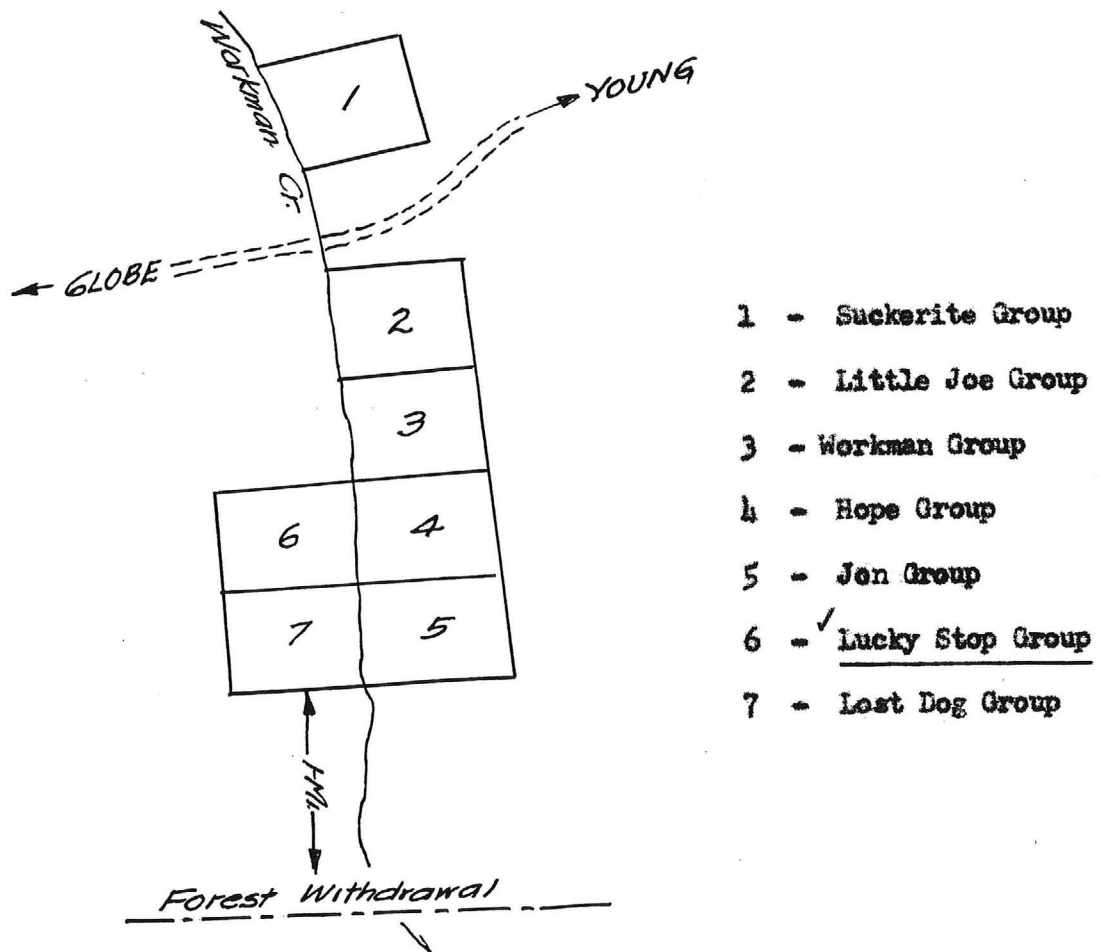 Workman Cr.
1
YOUNG
GLOBE
2
3
6
4
7
5
1 Mi.
Forest Withdrawal
1 - Suckerite Group
2 - Little Joe Group
3 - Workman Group
4 - Hope Group
5 - Jon Group
6 - ✓ Lucky Stop Group
7 - Lost Dog Group